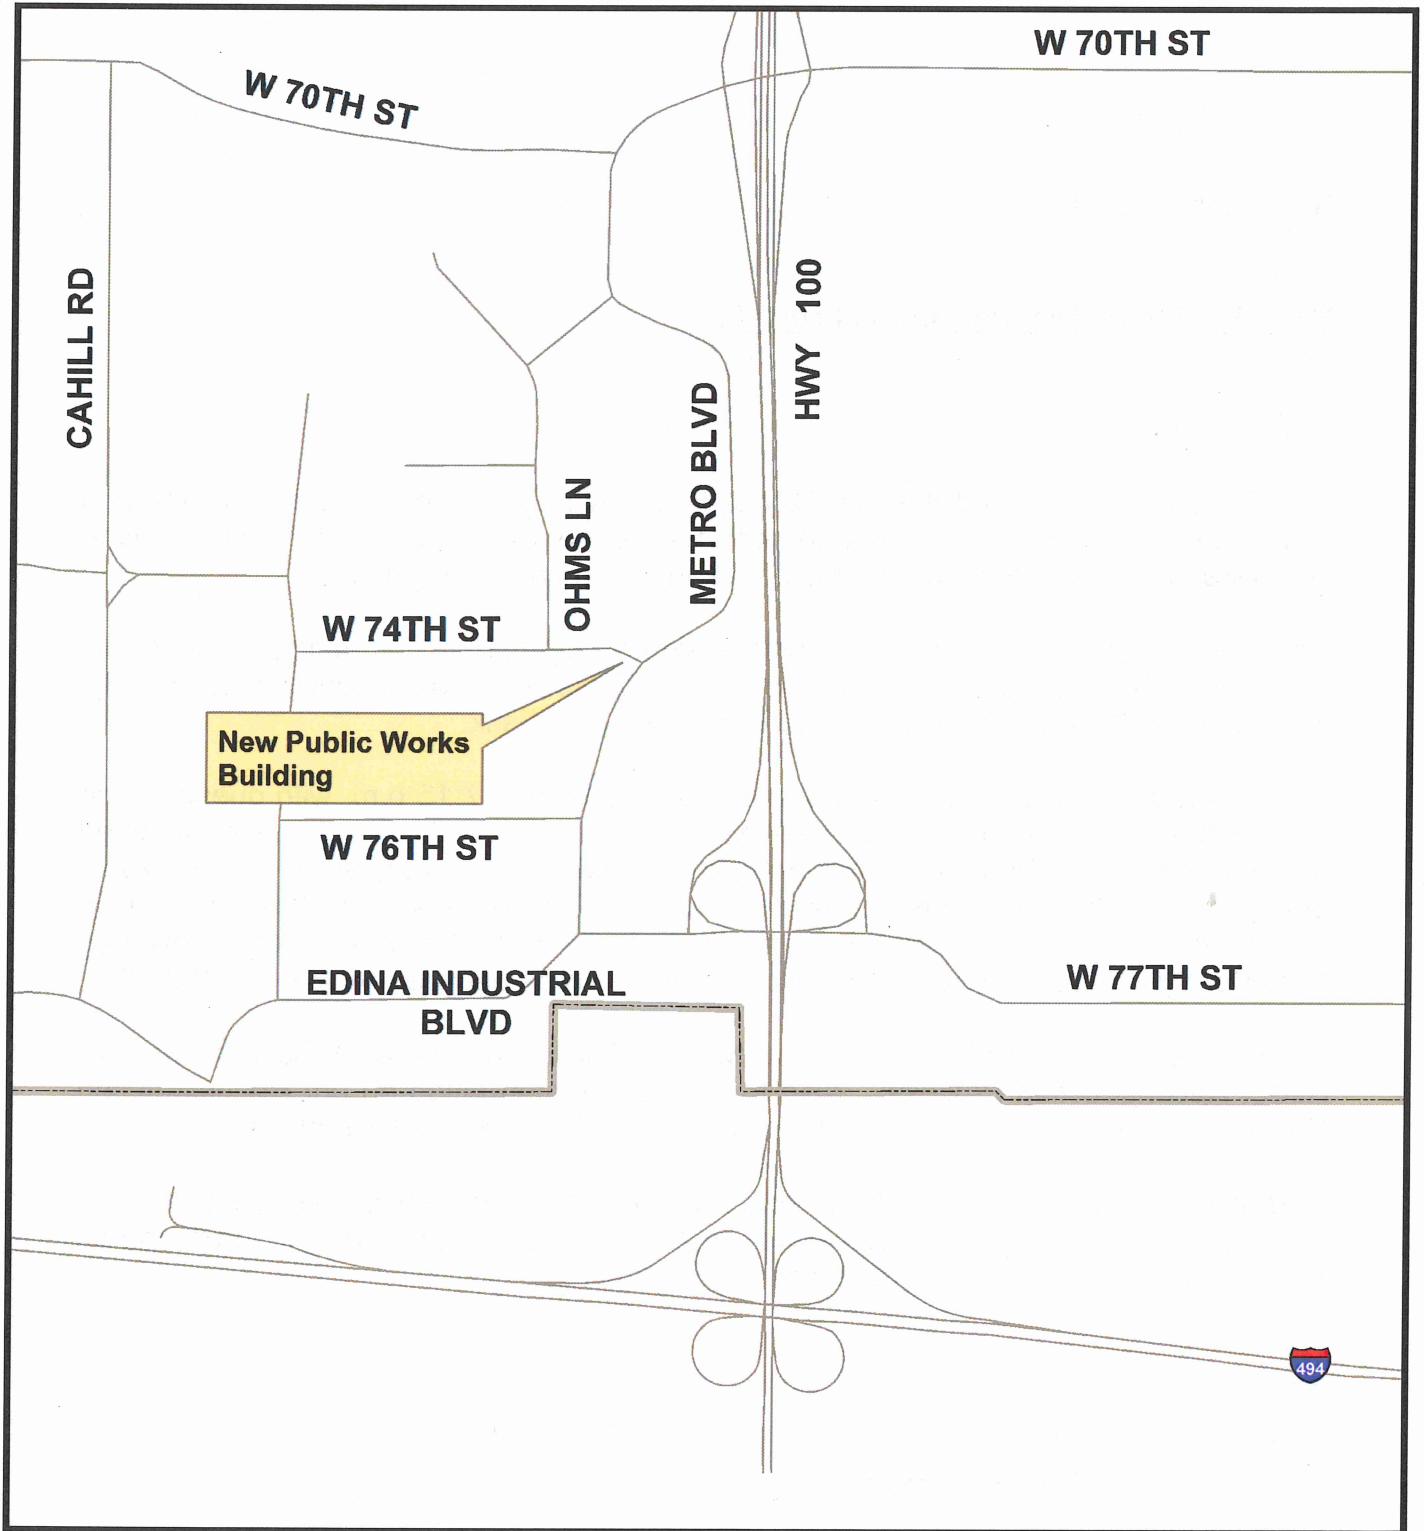 W 70TH ST
W 70TH ST
CAHILL RD
HWY 100
METRO BLVD
OHMS LN
W 74TH ST
New Public Works
Building
W 76TH ST
EDINA INDUSTRIAL
BLVD
W 77TH ST
494